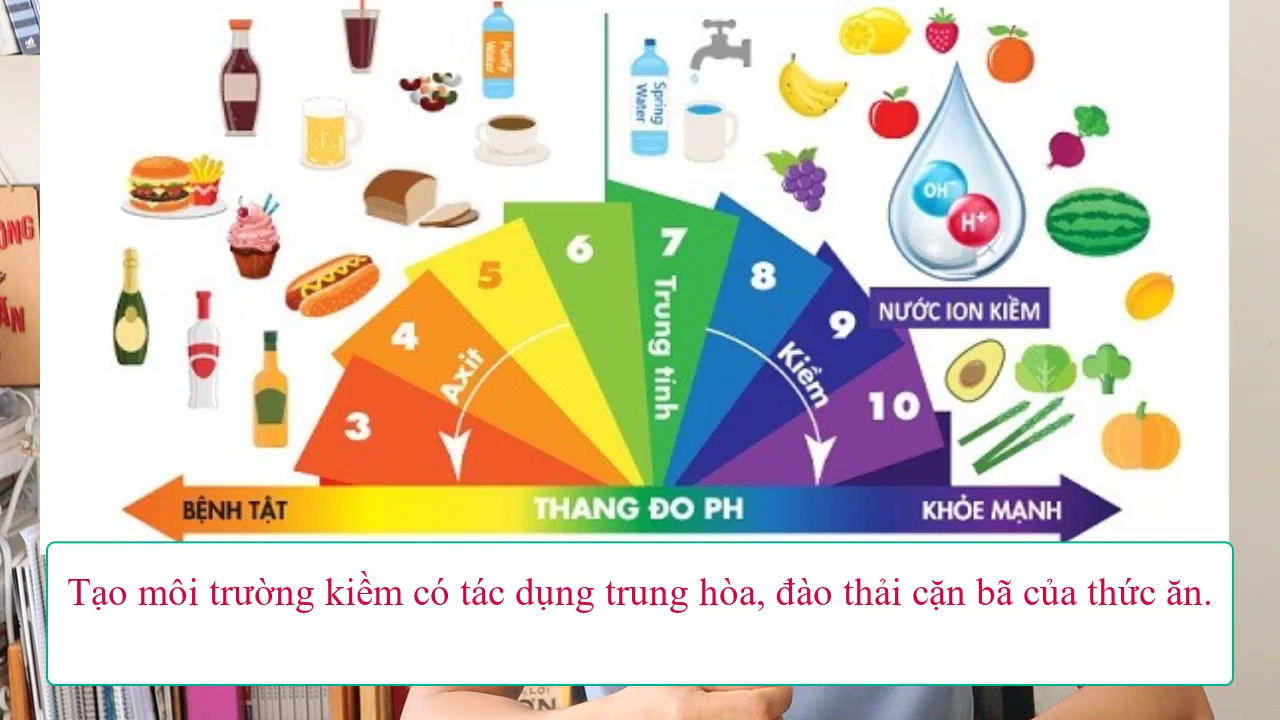 Purify Water
Spring Water
OH⁻
H⁺
NƯỚC ION KIỀM
3
4
5
6
7
8
9
10
Axit
Trung tính
Kiềm
BỆNH TẬT
THANG ĐO PH
KHỎE MẠNH
Tạo môi trường kiềm có tác dụng trung hòa, đào thải cặn bã của thức ăn.